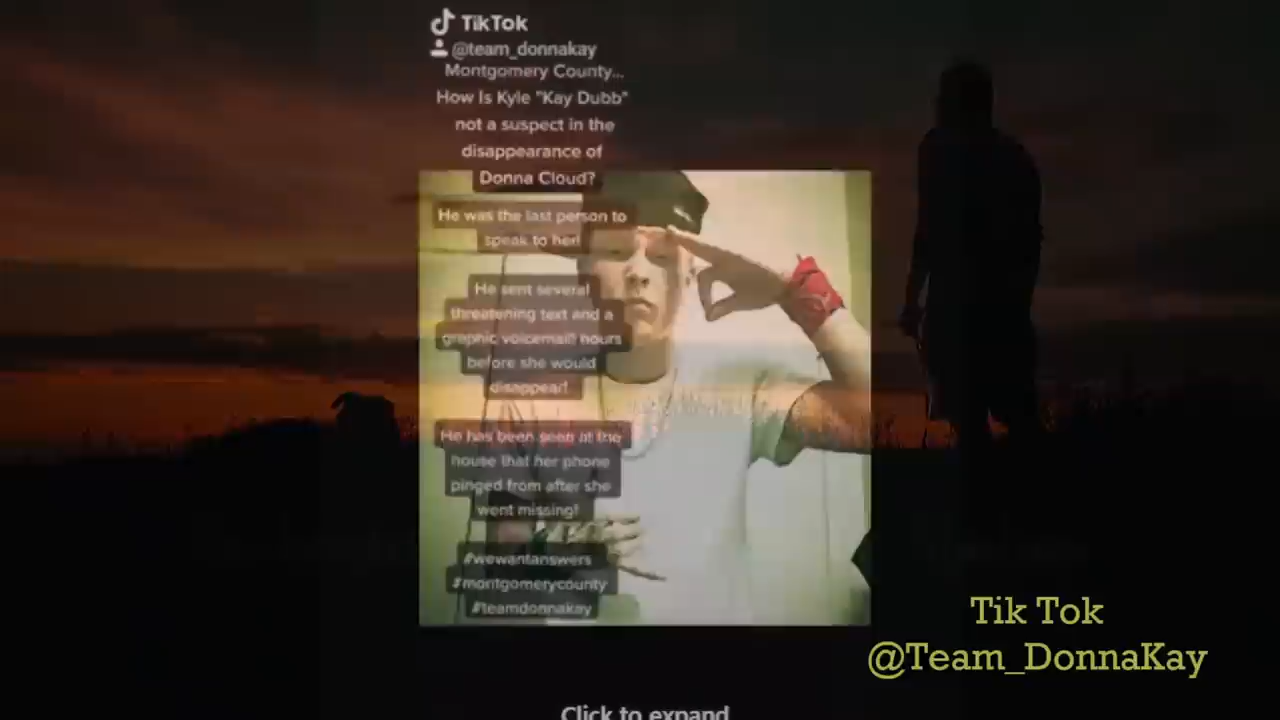 TikTok
@team_donnakay
Montgomery County...
How Is Kyle "Kay Dubb"
not a suspect in the
disappearance of
Donna Cloud?
He was the last person to
speak to her!
He sent several
threatening text and a
graphic voicemail! hours
before she would
disappear!
He has been seen at the
house that her phone
pinged from after she
went missing!
#wewantanswers
#montgomerycounty
#teamdonnakay
Tik Tok
@Team_DonnaKay
Click to expand